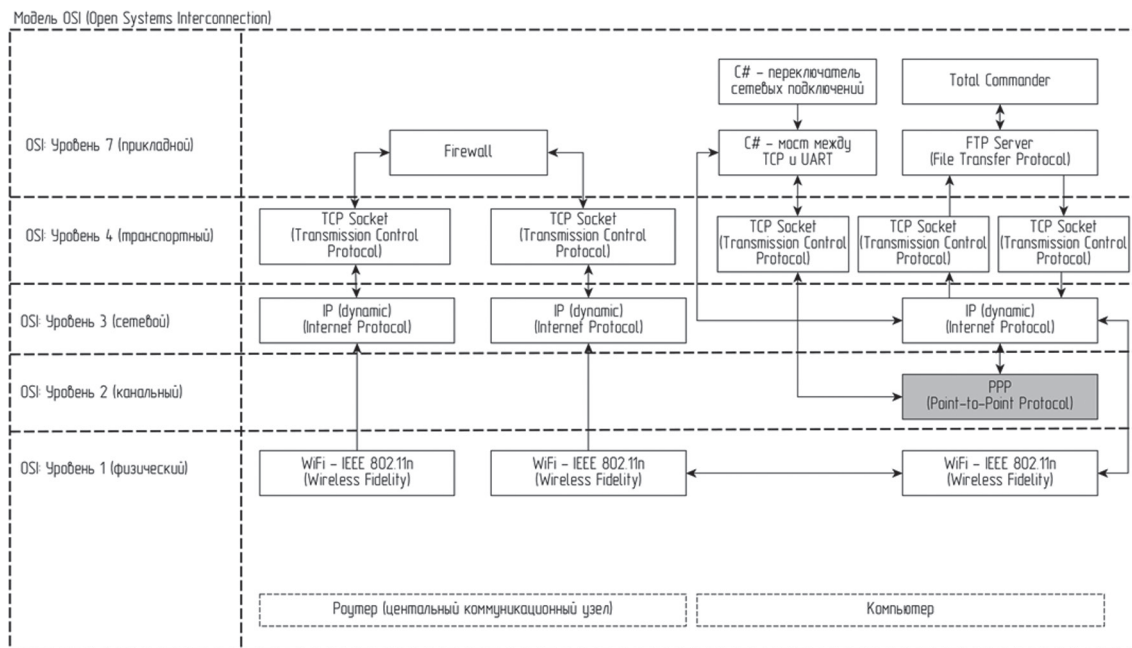 Модель OSI (Open Systems Interconnection)
C# – переключатель
сетевых подключений
Total Commander
OSI: Уровень 7 (прикладной)
Firewall
C# – мост между
TCP и UART
FTP Server
(File Transfer Protocol)
OSI: Уровень 4 (транспортный)
TCP Socket
(Transmission Control
Protocol)
TCP Socket
(Transmission Control
Protocol)
TCP Socket
(Transmission Control
Protocol)
TCP Socket
(Transmission Control
Protocol)
TCP Socket
(Transmission Control
Protocol)
OSI: Уровень 3 (сетевой)
IP (dynamic)
(Internet Protocol)
IP (dynamic)
(Internet Protocol)
IP (dynamic)
(Internet Protocol)
OSI: Уровень 2 (канальный)
PPP
(Point-to-Point Protocol)
OSI: Уровень 1 (физический)
WiFi – IEEE 802.11n
(Wireless Fidelity)
WiFi – IEEE 802.11n
(Wireless Fidelity)
WiFi – IEEE 802.11n
(Wireless Fidelity)
Роутер (центральный коммуникационный узел)
Компьютер